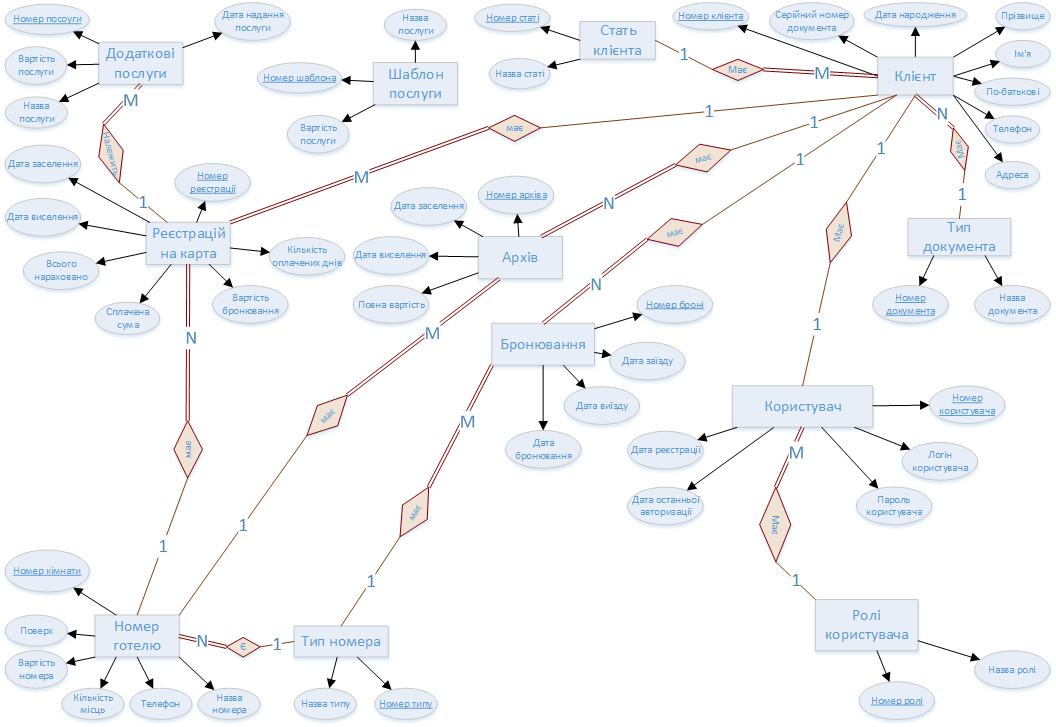 Номер посоуги
Дата надання
послуги
Додаткові
послуги
Вартість
послуги
Назва
послуги
Назва
послуги
Номер шаблона
Шаблон
послуги
Вартість
послуги
Номер статі
Стать
клієнта
Назва статі
1
Має
M
Номер клієнта
Серійний номер
документа
Дата народження
Прізвище
Ім'я
Клієнт
По-батькові
Телефон
Адреса
N
Має
1
Тип
документа
Номер
документа
Назва
документа
M
Належить
1
Дата заселення
Номер
реєстрації
Дата виселення
Реєстрацій
на карта
Всього
нараховано
Кількість
оплачених днів
Сплачена
сума
Вартість
бронювання
1
має
M
1
має
N
1
має
N
1
Має
1
Дата заселення
Номер архіва
Дата виселення
Архів
Повна вартість
Номер броні
Бронювання
Дата заїзду
Дата виїзду
Дата
бронювання
Користувач
Номер
користувача
Дата реєстрації
Логін
користувача
Дата останньої
авторизації
Пароль
користувача
M
Має
1
Ролі
користувача
Назва ролі
Номер ролі
N
має
1
M
має
1
M
має
1
Номер кімнати
Поверх
Номер
готелю
Вартість
номера
Кількість
місць
Телефон
Назва
номера
N
Є
1
Тип номера
Назва типу
Номер типу